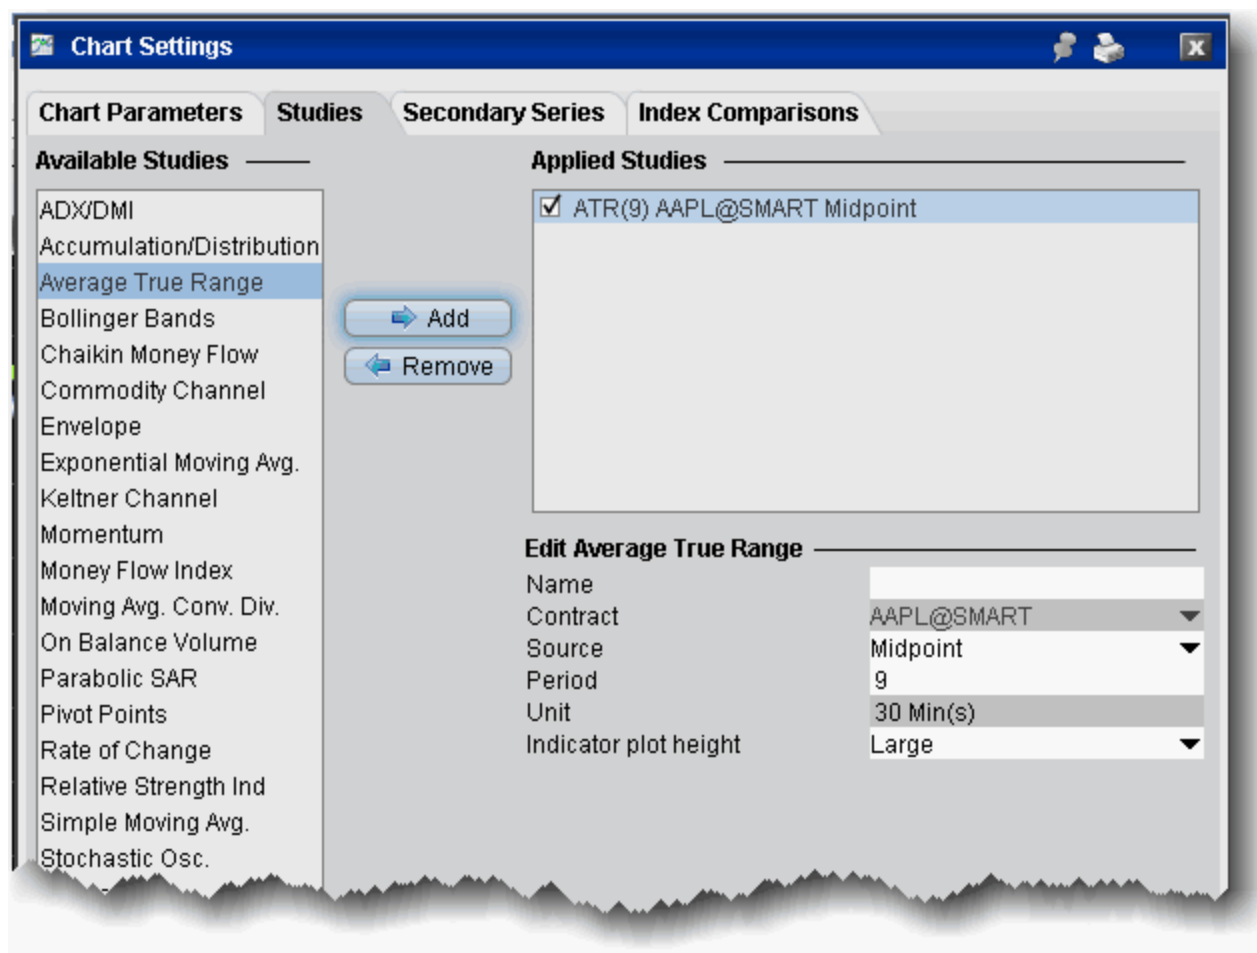 Chart Settings
Chart Parameters
Studies
Secondary Series
Index Comparisons
Available Studies
ADX/DMI
Accumulation/Distribution
Average True Range
Bollinger Bands
Chaikin Money Flow
Commodity Channel
Envelope
Exponential Moving Avg.
Keltner Channel
Momentum
Money Flow Index
Moving Avg. Conv. Div.
On Balance Volume
Parabolic SAR
Pivot Points
Rate of Change
Relative Strength Ind
Simple Moving Avg.
Stochastic Osc.
Add
Remove
Applied Studies
ATR(9) AAPL@SMART Midpoint
Edit Average True Range
Name
Contract AAPL@SMART
Source Midpoint
Period 9
Unit 30 Min(s)
Indicator plot height Large